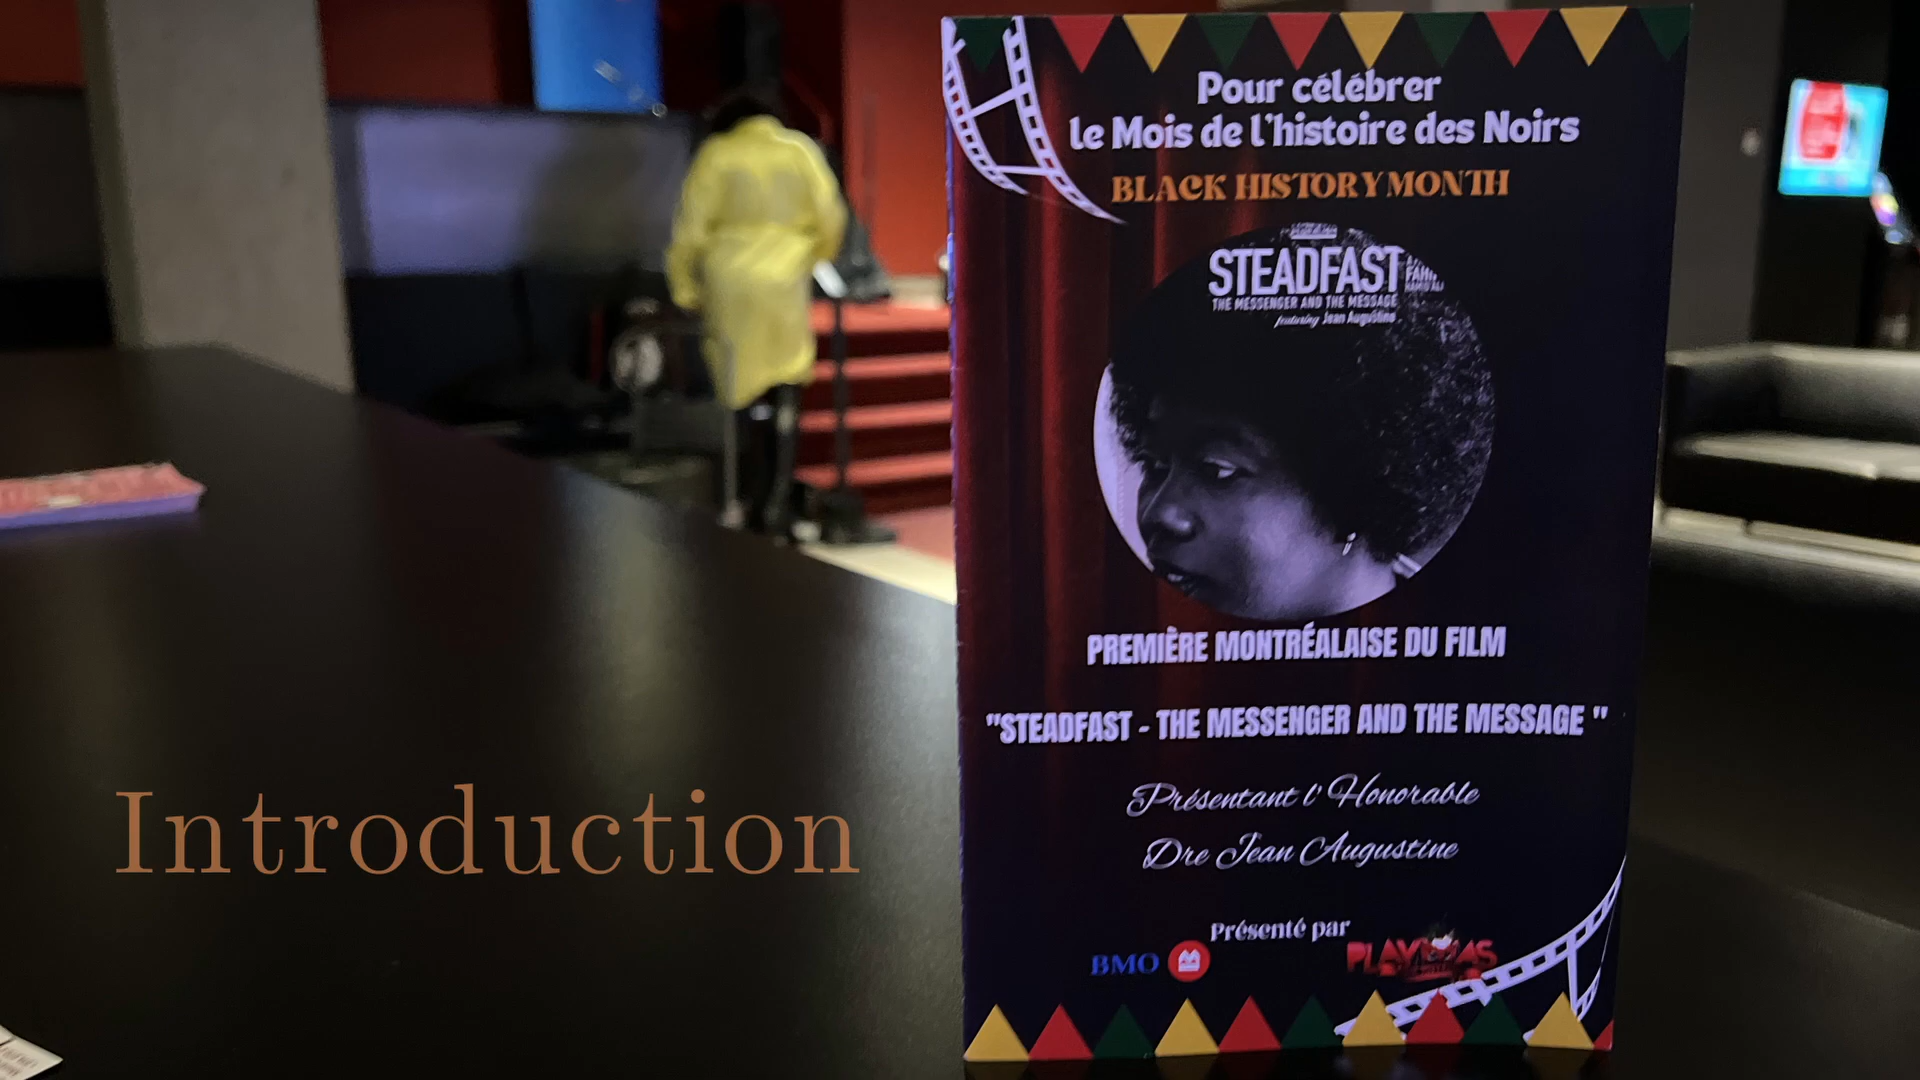 Pour célébrer
le Mois de l'histoire des Noirs
BLACK HISTORY MONTH
STEADFAST
THE MESSENGER AND THE MESSAGE
featuring Jean Augustine
PREMIÈRE MONTRÉALAISE DU FILM
"STEADFAST - THE MESSENGER AND THE MESSAGE "
Présentant l'Honorable
Dre Jean Augustine
Présenté par
BMO
Introduction